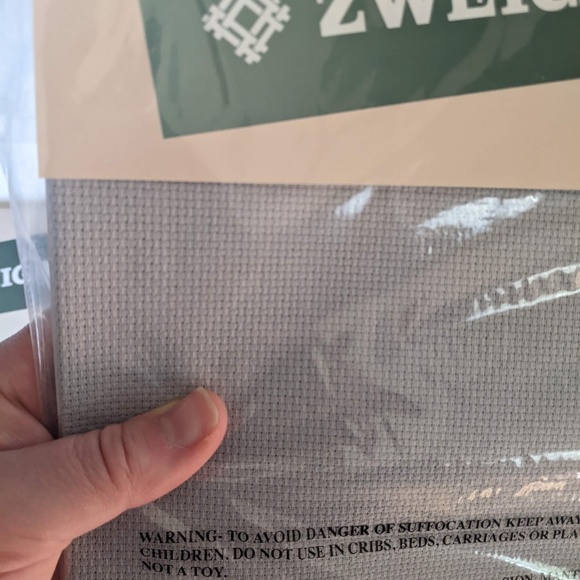 ZWEIG
IG
WARNING- TO AVOID DANGER OF SUFFOCATION KEEP AWAY
CHILDREN. DO NOT USE IN CRIBS, BEDS, CARRIAGES OR PLA
NOT A TOY.